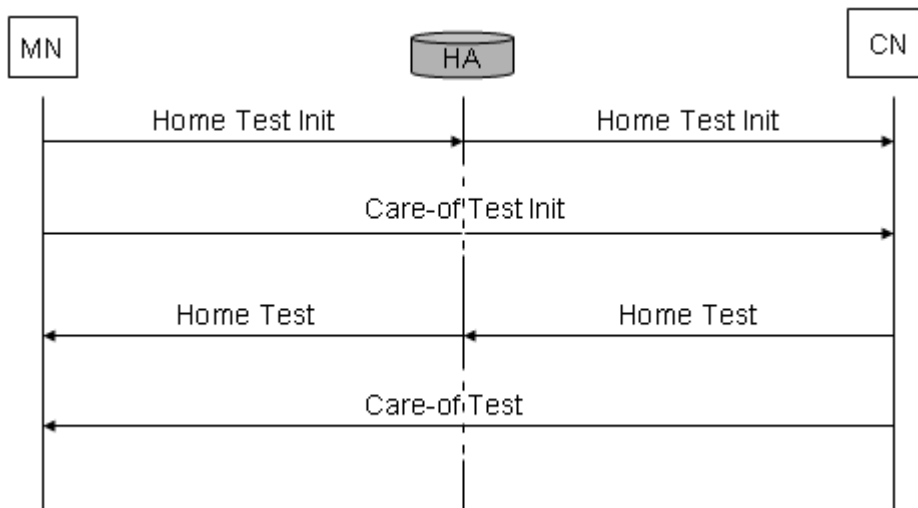 MN
HA
CN
Home Test Init
Home Test Init
Care-of Test Init
Home Test
Home Test
Care-of Test